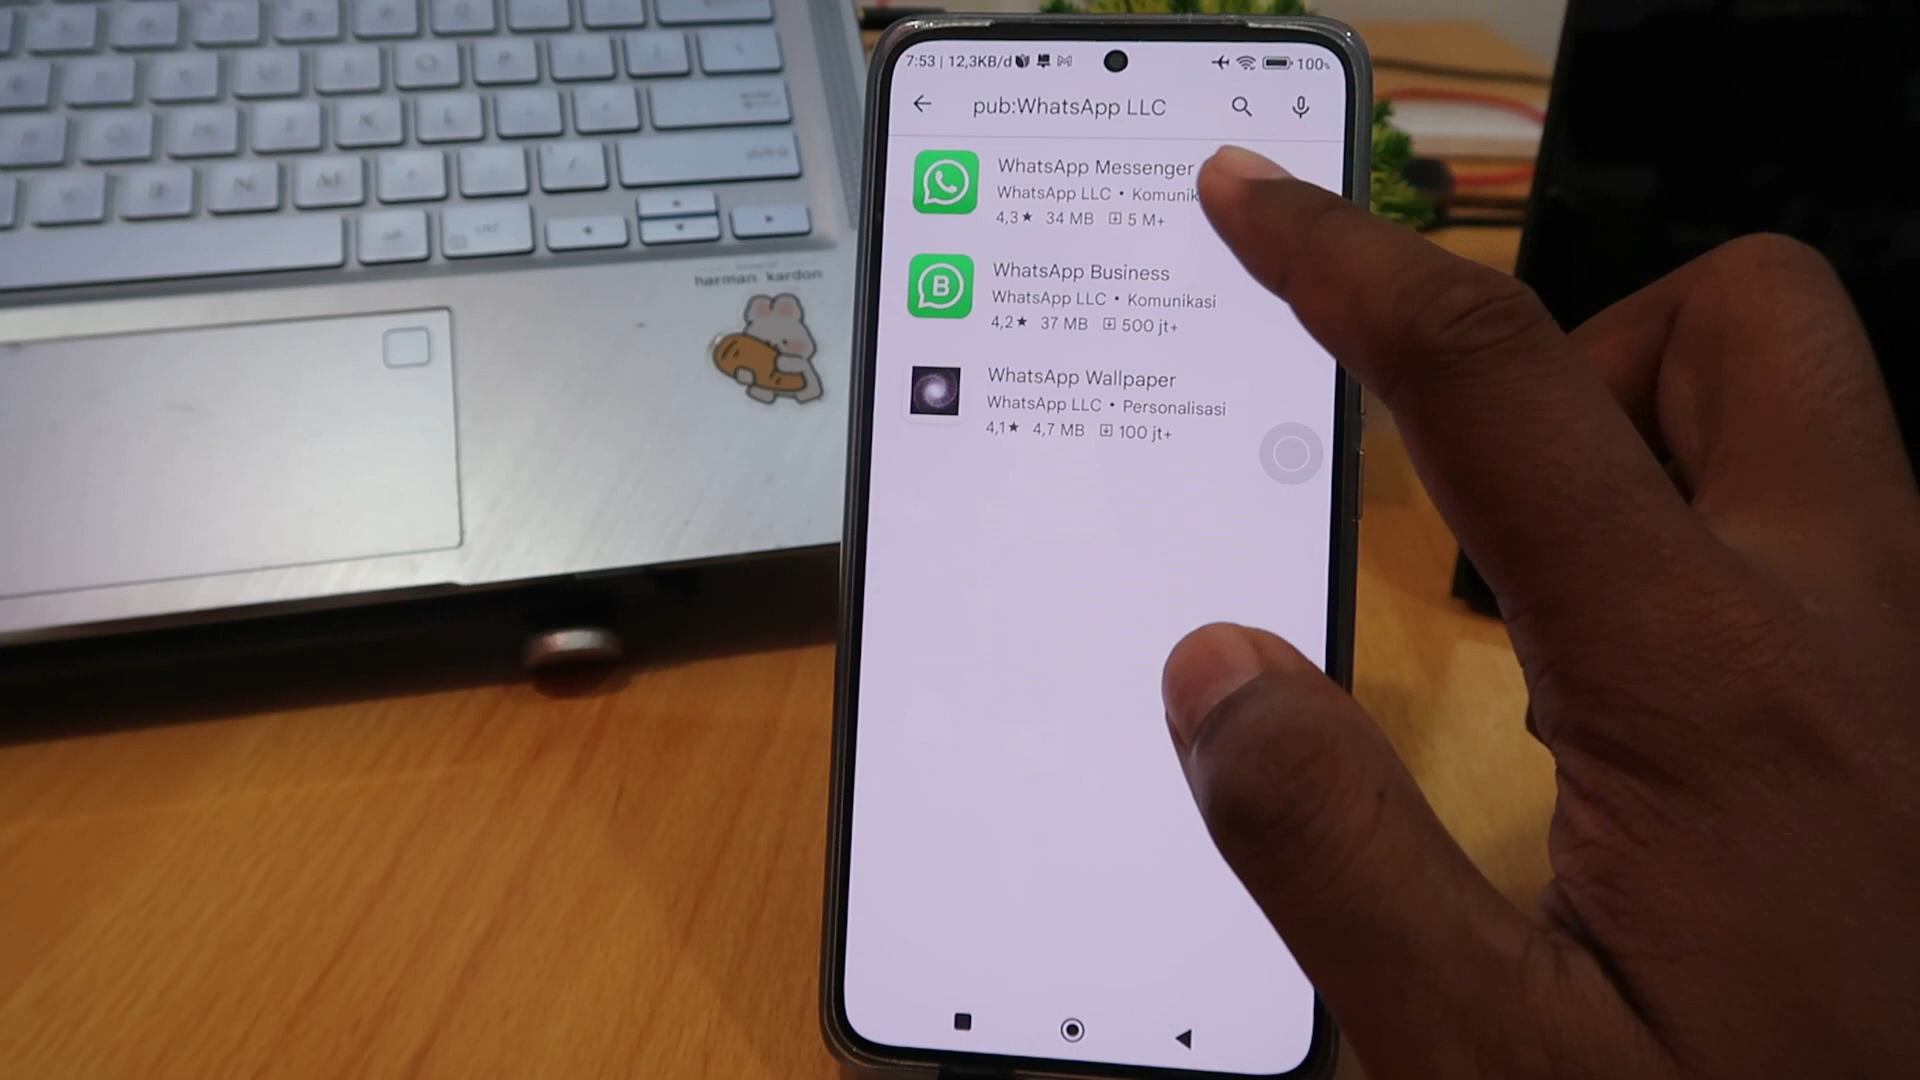 7:53 | 12,3KB/d
100
pub:WhatsApp LLC
WhatsApp Messenger
WhatsApp LLC • Komunik
4,3★ 34 MB 5 M+
WhatsApp Business
WhatsApp LLC • Komunikasi
4,2★ 37 MB 500 jt+
WhatsApp Wallpaper
WhatsApp LLC • Personalisasi
4,1★ 4,7 MB 100 jt+
harman / kardon
B